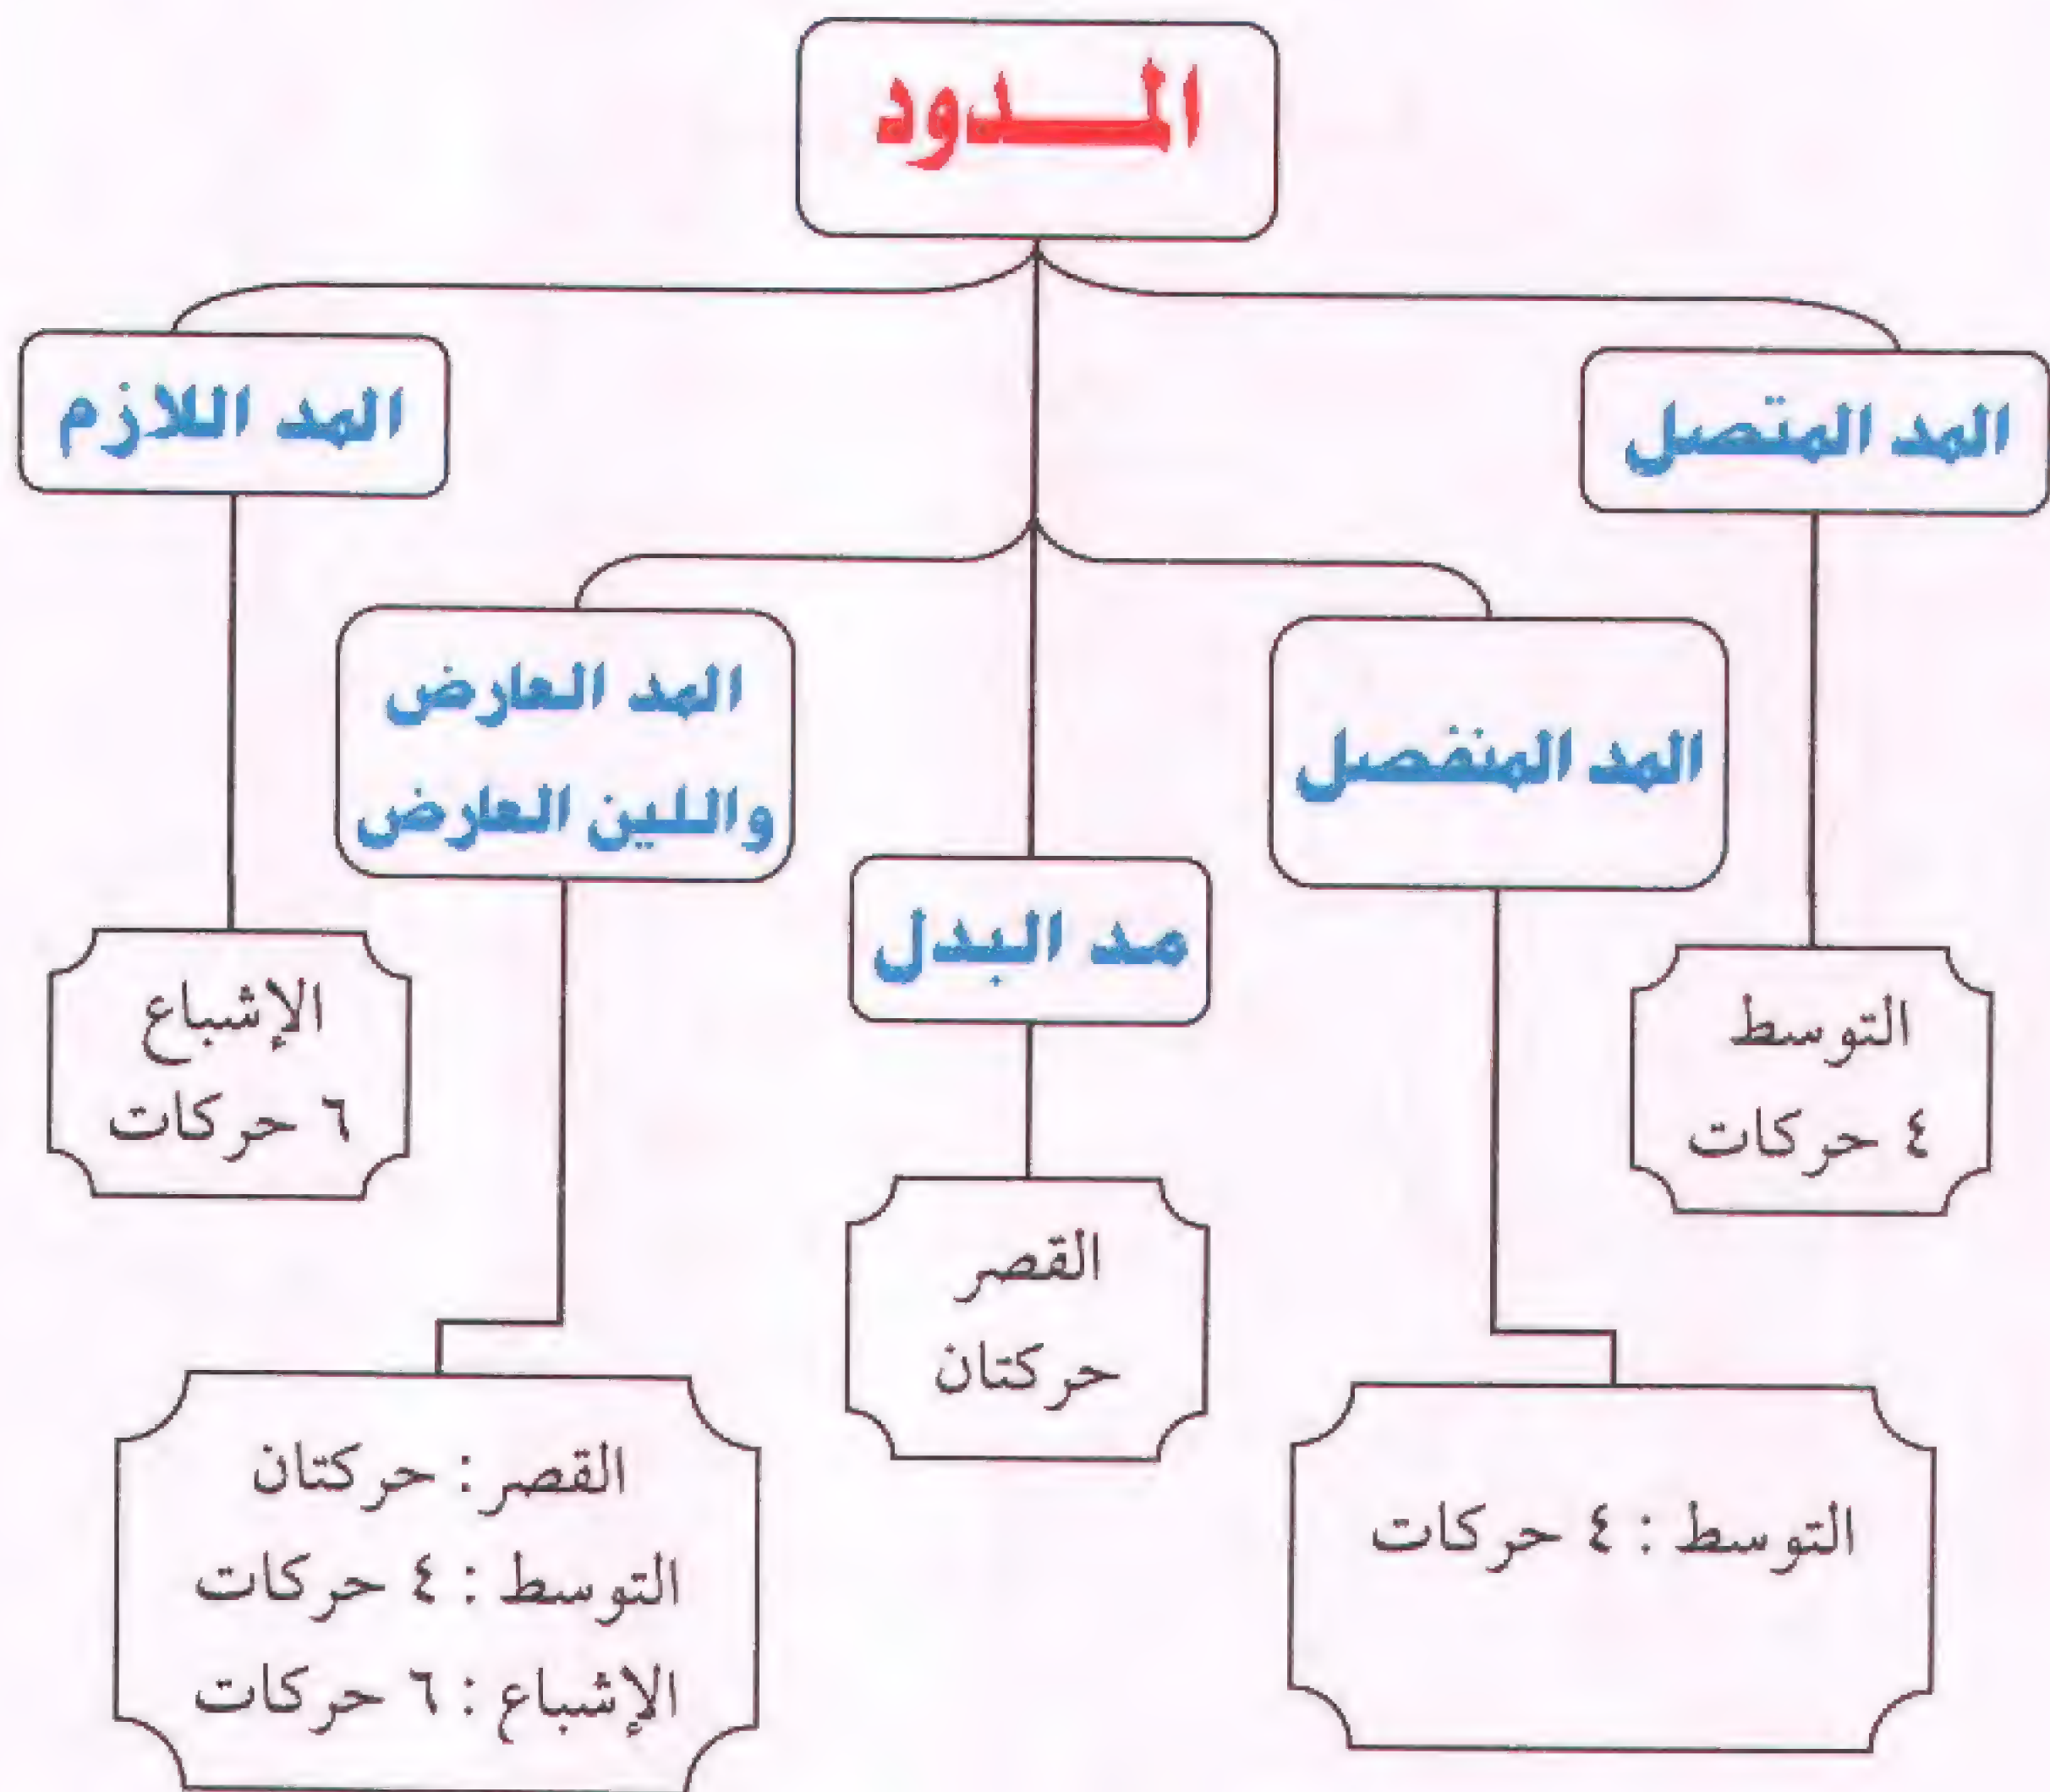 المدود
المد المتصل
المد اللازم
المد المنفصل
المد العارض
واللين العارض
مد البدل
التوسط
٤ حركات
الإشباع
٦ حركات
القصر
حركتان
التوسط : ٤ حركات
القصر : حركتان
التوسط : ٤ حركات
الإشباع : ٦ حركات